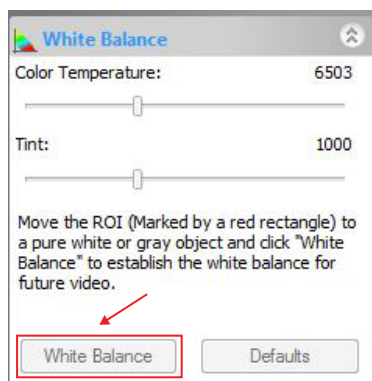 White Balance
Color Temperature: 6503
Tint: 1000
Move the ROI (Marked by a red rectangle) to
a pure white or gray object and click "White
Balance" to establish the white balance for
future video.
White Balance Defaults